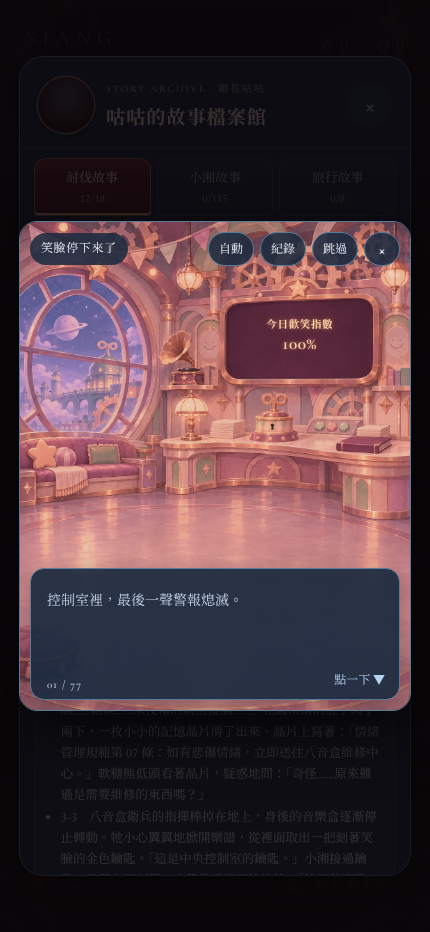 SIANG
STORY ARCHIVE 館長咕咕
咕咕的故事檔案館
×
討伐故事
小湘故事
旅行故事
12/18
0/115
0/8
笑臉停下來了
自動
紀錄
跳過
×
今日歡笑指數
100%
控制室裡，最後一聲警報熄滅。
01 / 77
點一下▼
兩下，一枚小小的記憶晶片滑了出來。晶片上寫著：「情緒
管理規範第 07 條：如有悲傷情緒，立即送往八音盒維修中
心。」軟糖熊低頭看著晶片，疑惑地問：「奇怪……原來難
過是需要維修的東西嗎？」
• 3-3 八音盒衛兵的指揮棒掉在地上，身後的音樂盒逐漸停
止轉動。牠小心翼翼地掀開樂譜，從裡面取出一把刻著笑
臉的金色鑰匙。「這是中央控制室的鑰匙。」小湘接過鑰